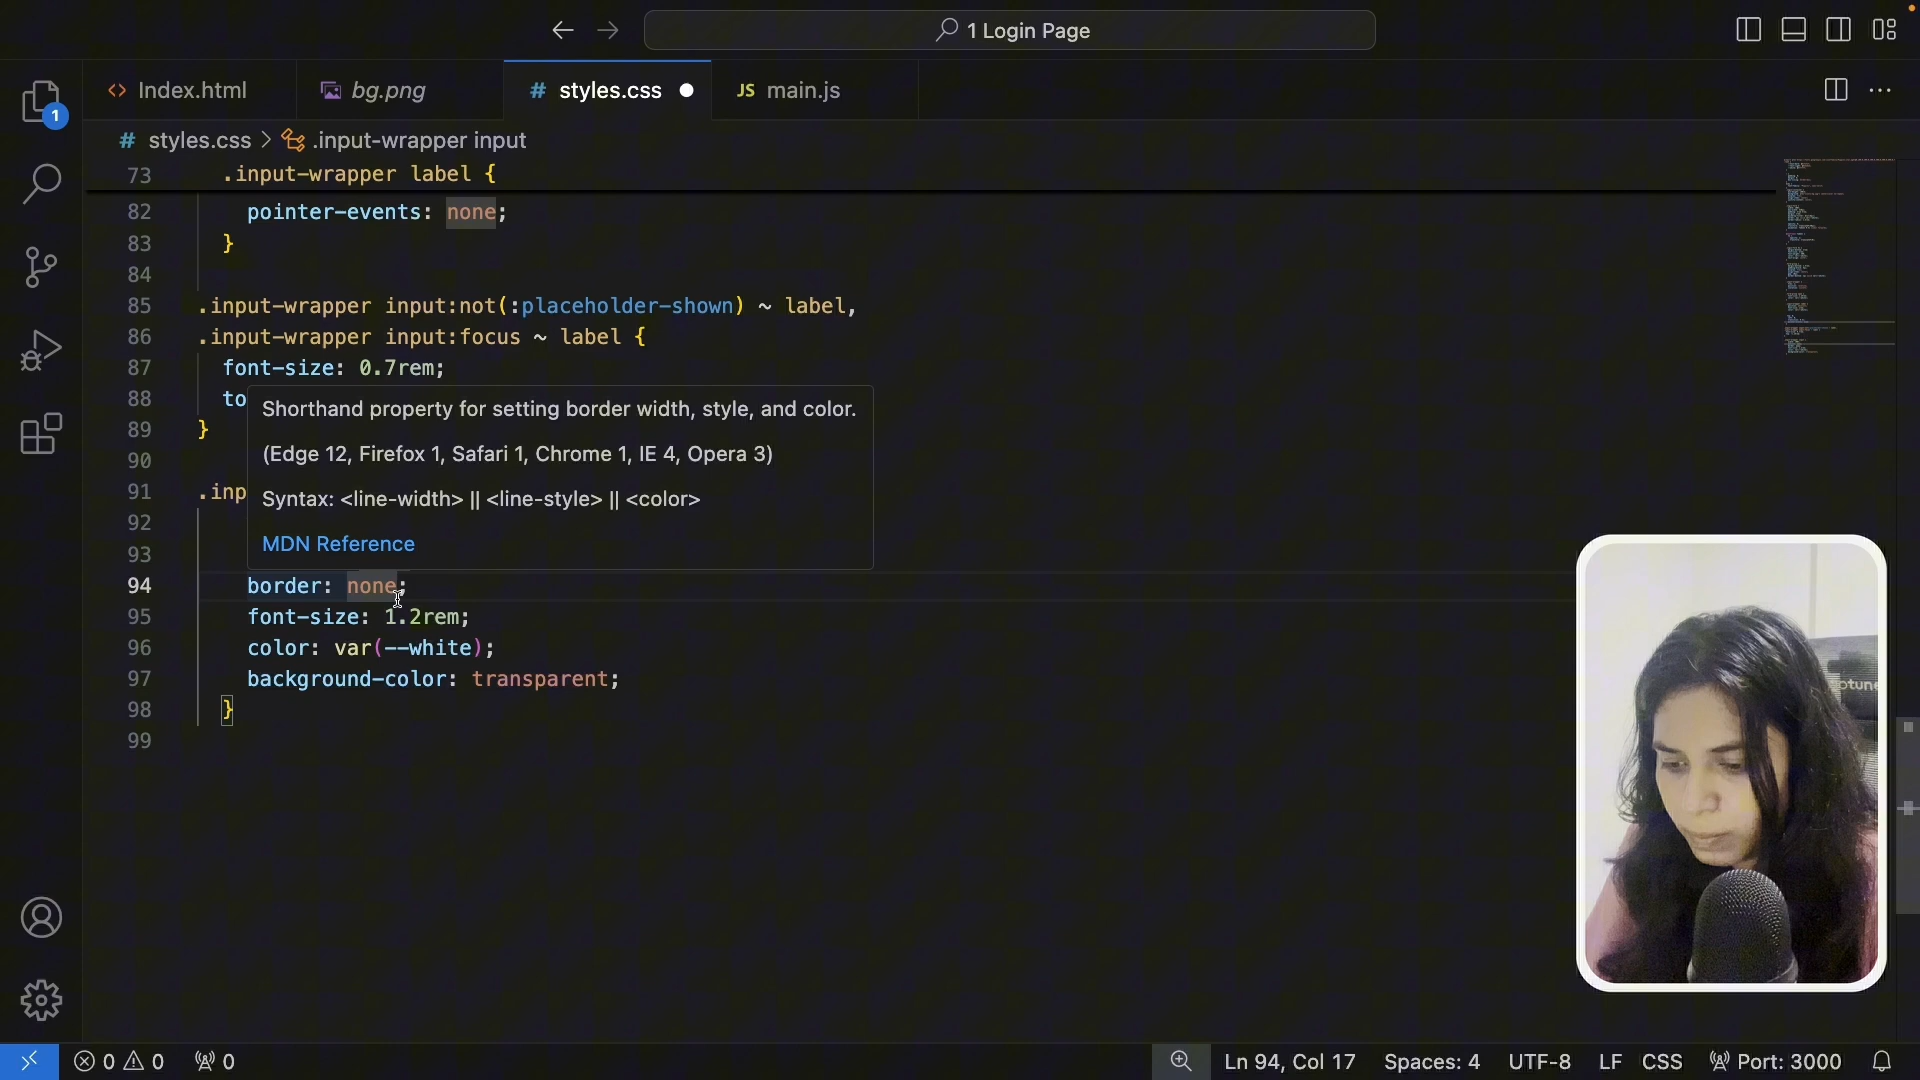 1 Login Page
Index.html
bg.png
# styles.css
JS main.js
# styles.css > .input-wrapper input
73 .input-wrapper label {
82 pointer-events: none;
83 }
84
85 .input-wrapper input:not(:placeholder-shown) ~ label,
86 .input-wrapper input:focus ~ label {
87 font-size: 0.7rem;
88 to
89 }
90
91 .inp
92
93
Shorthand property for setting border width, style, and color.
(Edge 12, Firefox 1, Safari 1, Chrome 1, IE 4, Opera 3)
Syntax: <line-width> || <line-style> || <color>
MDN Reference
94 border: none;
95 font-size: 1.2rem;
96 color: var(--white);
97 background-color: transparent;
98 }
99
1
0 0 0
Ln 94, Col 17 Spaces: 4 UTF-8 LF CSS Port: 3000